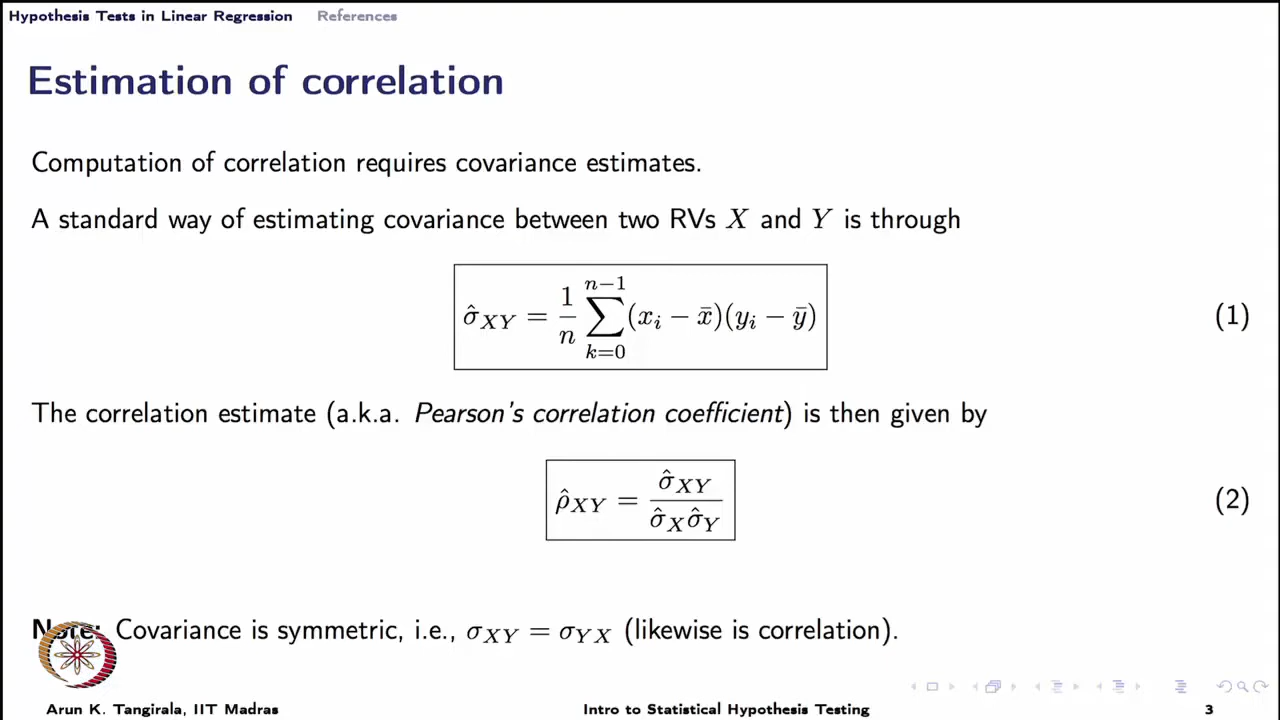 Hypothesis Tests in Linear Regression References
Estimation of correlation
Computation of correlation requires covariance estimates.
A standard way of estimating covariance between two RVs X and Y is through
σ̂_XY = 1/n ∑_{k=0}^{n−1} (x_i − x̄)(y_i − ȳ) (1)
The correlation estimate (a.k.a. Pearson's correlation coefficient) is then given by
ρ̂_XY = σ̂_XY / σ̂_X σ̂_Y (2)
Note: Covariance is symmetric, i.e., σ_XY = σ_YX (likewise is correlation).
Arun K. Tangirala, IIT Madras Intro to Statistical Hypothesis Testing 3